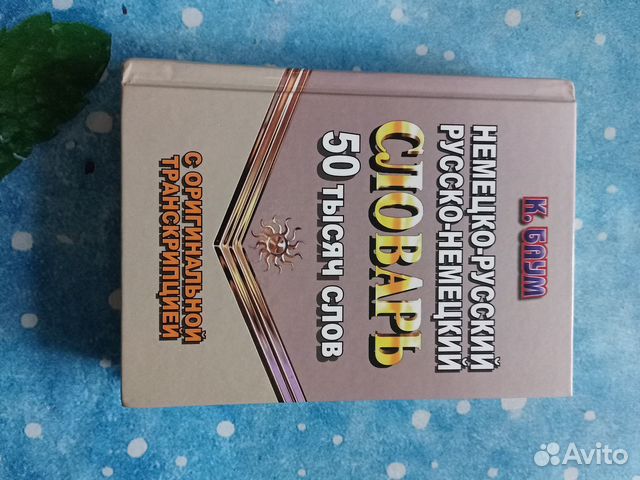 К. БАУМ
НЕМЕЦКО-РУССКИЙ
РУССКО-НЕМЕЦКИЙ
СЛОВАРЬ
50 ТЫСЯЧ СЛОВ
С ОРИГИНАЛЬНОЙ
ТРАНСКРИПЦИЕЙ
Avito